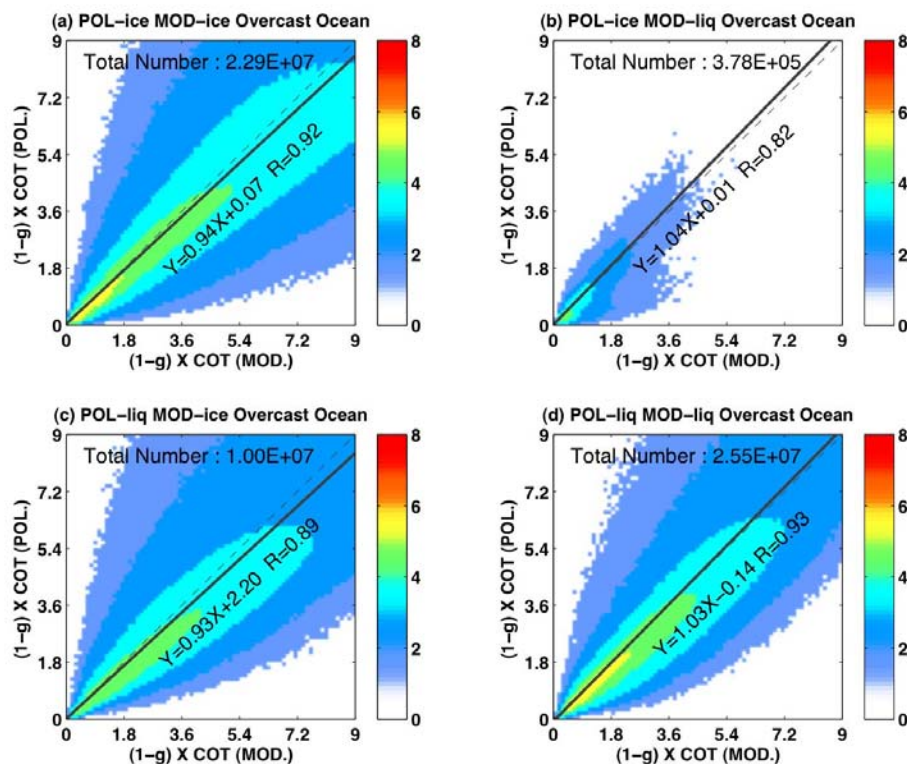 (a) POL-ice MOD-ice Overcast Ocean
9
7.2
5.4
3.6
1.8
0
(1-g) X COT (POL.)
Total Number : 2.29E+07
Y=0.94X+0.07 R=0.92
0 1.8 3.6 5.4 7.2 9
(1-g) X COT (MOD.)
8
6
4
2
0
(b) POL-ice MOD-liq Overcast Ocean
9
7.2
5.4
3.6
1.8
0
(1-g) X COT (POL.)
Total Number : 3.78E+05
Y=1.04X+0.01 R=0.82
0 1.8 3.6 5.4 7.2 9
(1-g) X COT (MOD.)
8
6
4
2
0
(c) POL-liq MOD-ice Overcast Ocean
9
7.2
5.4
3.6
1.8
0
(1-g) X COT (POL.)
Total Number : 1.00E+07
Y=0.93X+2.20 R=0.89
0 1.8 3.6 5.4 7.2 9
(1-g) X COT (MOD.)
8
6
4
2
0
(d) POL-liq MOD-liq Overcast Ocean
9
7.2
5.4
3.6
1.8
0
(1-g) X COT (POL.)
Total Number : 2.55E+07
Y=1.03X-0.14 R=0.93
0 1.8 3.6 5.4 7.2 9
(1-g) X COT (MOD.)
8
6
4
2
0